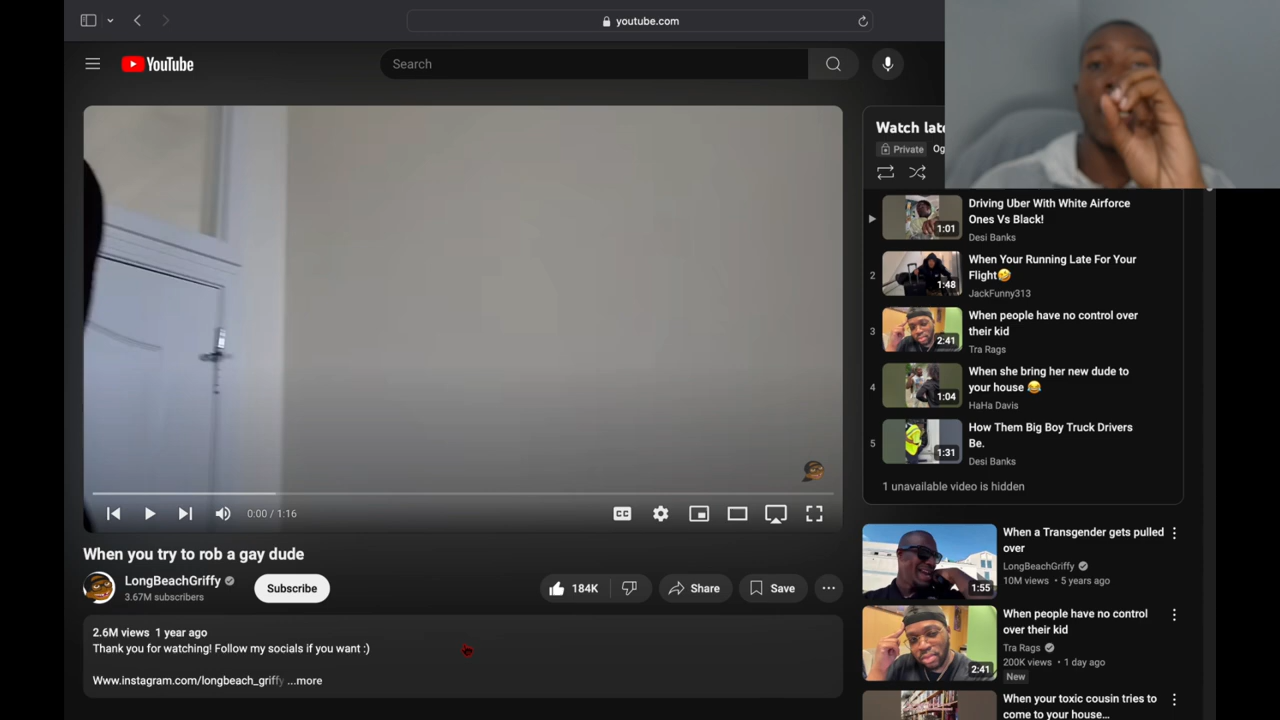 youtube.com
YouTube
Search
Watch late
Private Og
Driving Uber With White Airforce
Ones Vs Black!
1:01
Desi Banks
2
When Your Running Late For Your
Flight🤣
1:48
JackFunny313
3
When people have no control over
their kid
2:41
Tra Rags
4
When she bring her new dude to
your house 😂
1:04
HaHa Davis
5
How Them Big Boy Truck Drivers
Be.
1:31
Desi Banks
1 unavailable video is hidden
0:00 / 1:16
CC
When you try to rob a gay dude
LongBeachGriffy
3.67M subscribers
Subscribe
184K
Share
Save
2.6M views 1 year ago
Thank you for watching! Follow my socials if you want :)
Www.instagram.com/longbeach_griffy ...more
When a Transgender gets pulled
over
LongBeachGriffy
10M views • 5 years ago
1:55
When people have no control
over their kid
Tra Rags
200K views • 1 day ago
2:41
New
When your toxic cousin tries to
come to your house...